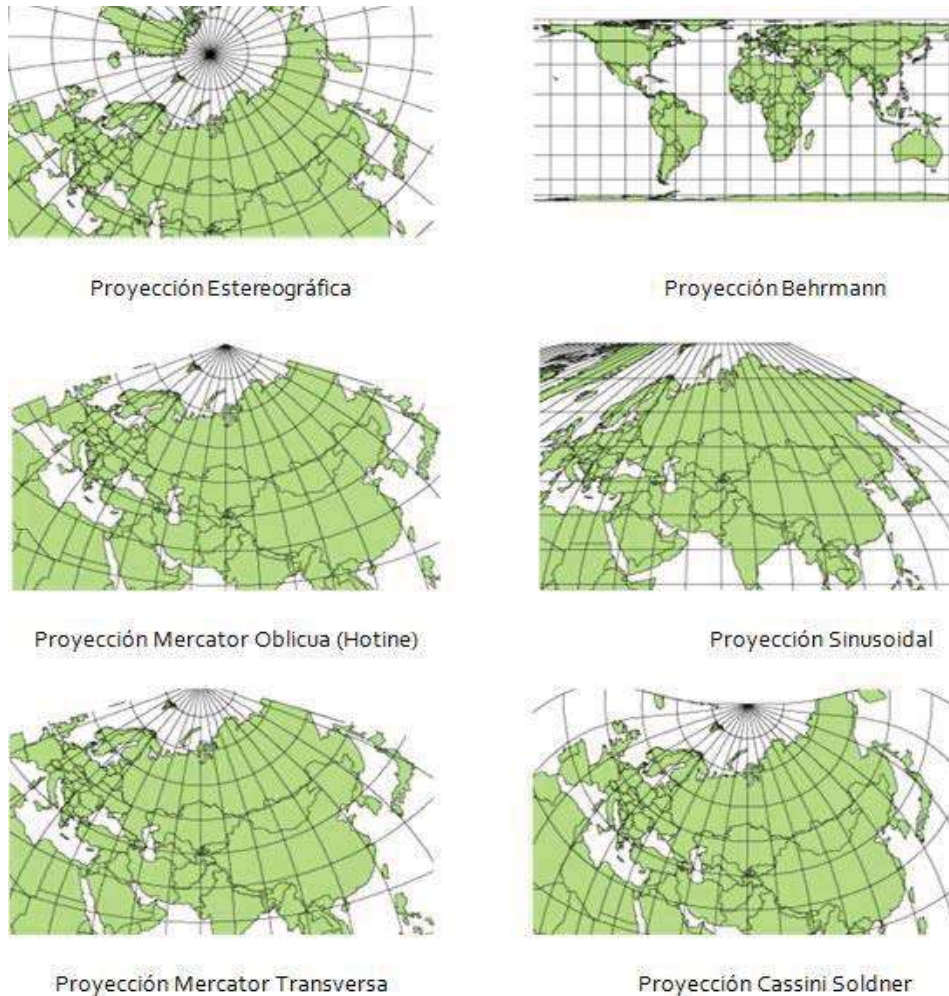 Proyección Estereográfica
Proyección Behrmann
Proyección Mercator Oblicua (Hotine)
Proyección Sinusoidal
Proyección Mercator Transversa
Proyección Cassini Soldner